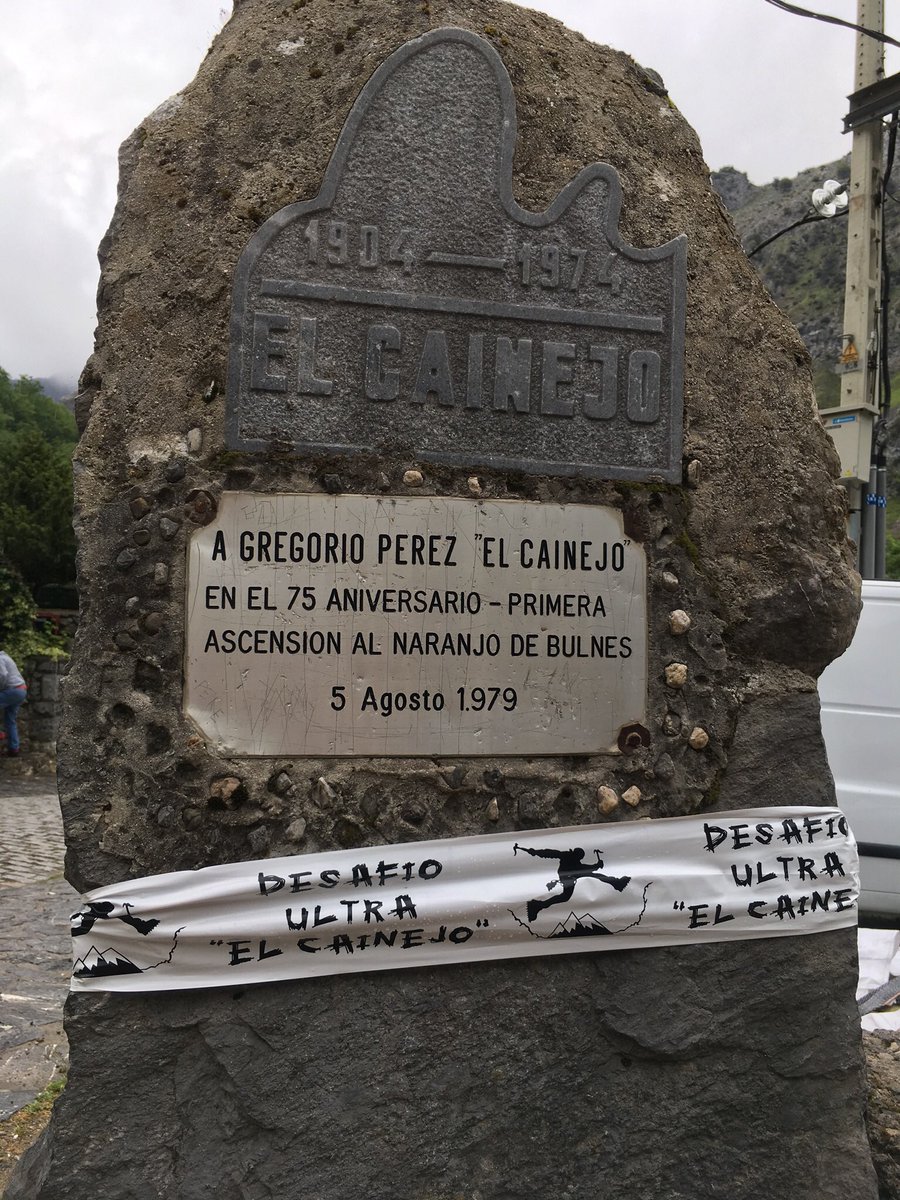 1904 — 1974
EL CAINEJO
A GREGORIO PEREZ "EL CAINEJO"
EN EL 75 ANIVERSARIO - PRIMERA
ASCENSION AL NARANJO DE BULNES
5 Agosto 1.979
DESAFIO
ULTRA
"EL CAINEJO"
DESAFIO
ULTRA
"EL CAINE